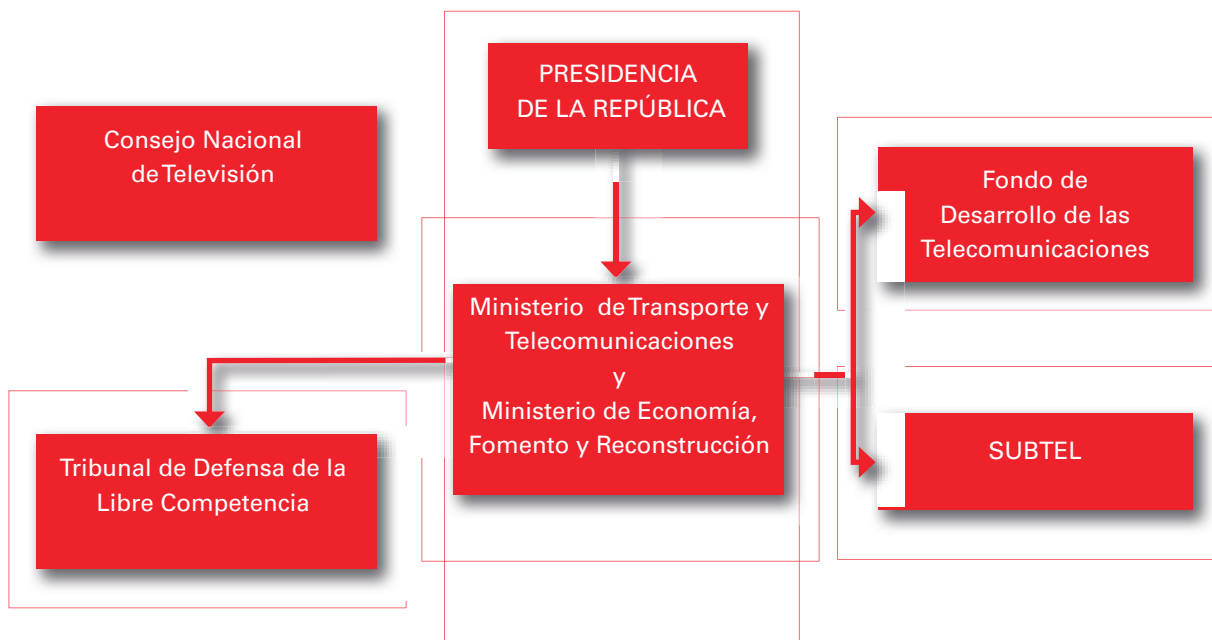 PRESIDENCIA
DE LA REPÚBLICA
Consejo Nacional
de Televisión
Fondo de
Desarrollo de las
Telecomunicaciones
Ministerio de Transporte y
Telecomunicaciones
y
Ministerio de Economía,
Fomento y Reconstrucción
Tribunal de Defensa de la
Libre Competencia
SUBTEL